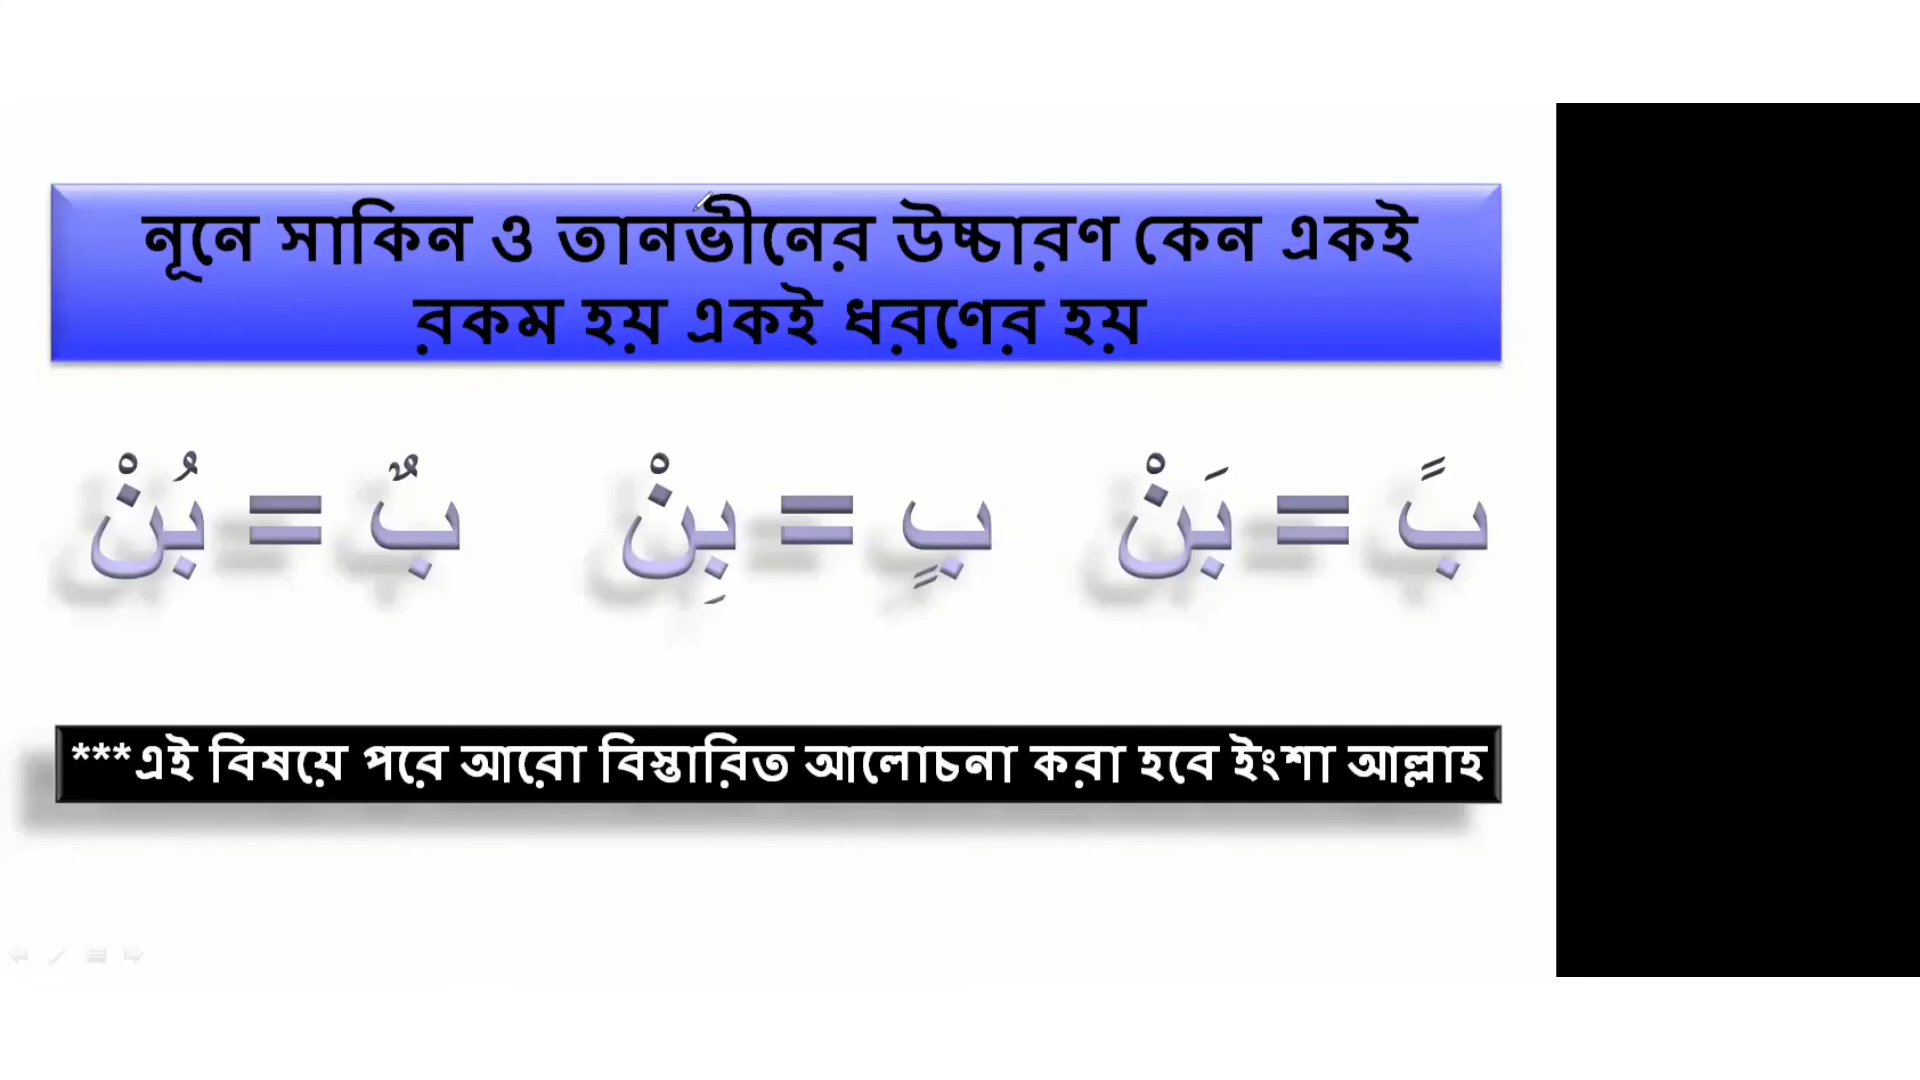 নূনে সাকিন ও তানভীনের উচ্চারণ কেন একই
রকম হয় একই ধরণের হয়
بً = بَنْ    بٍ = بِنْ    بٌ = بُنْ
***এই বিষয়ে পরে আরো বিস্তারিত আলোচনা করা হবে ইংশা আল্লাহ